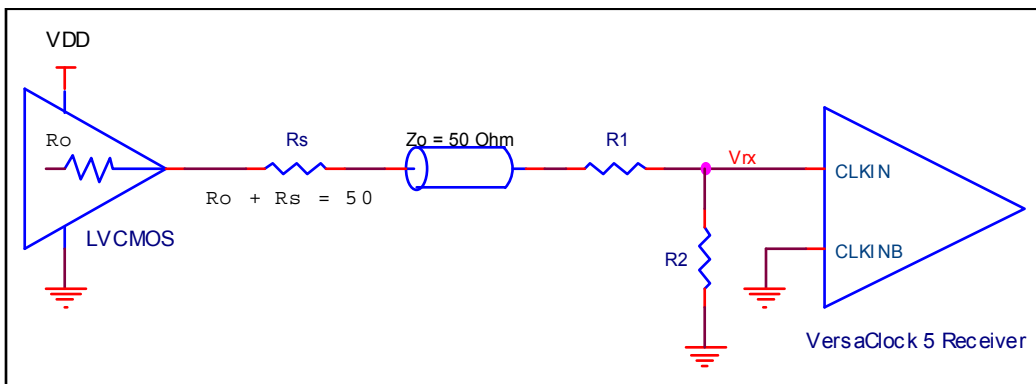 VDD
Ro
Rs
Zo = 50 Ohm
R1
Vrx
CLKIN
Ro + Rs = 50
LVCMOS
R2
CLKINB
VersaClock 5 Receiver